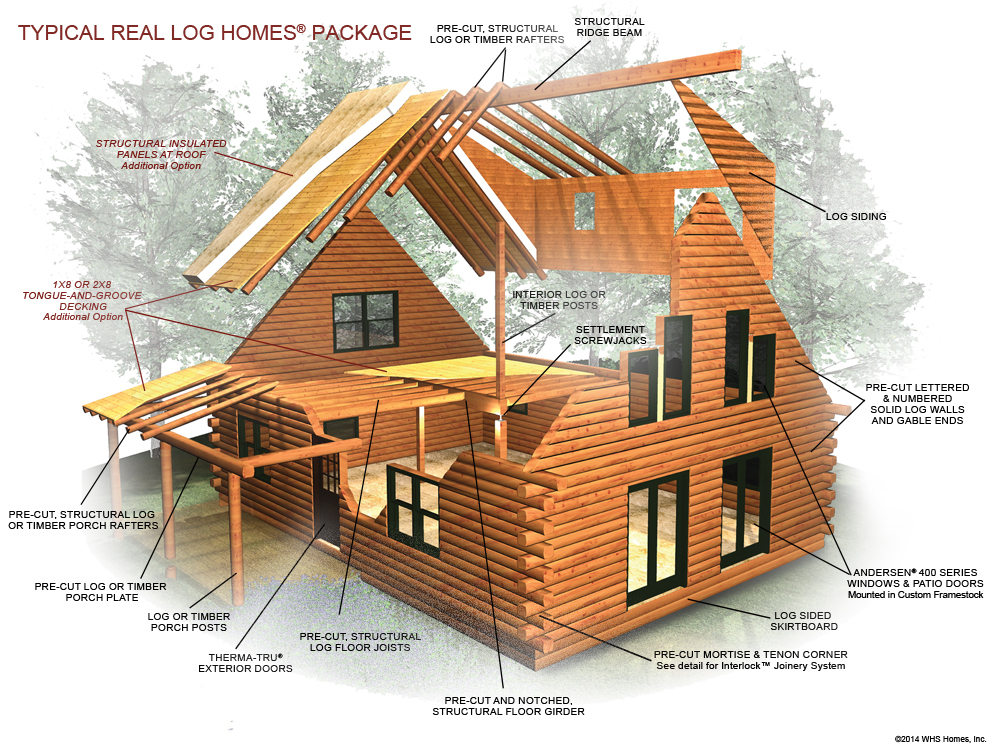 TYPICAL REAL LOG HOMES® PACKAGE
PRE-CUT, STRUCTURAL
LOG OR TIMBER RAFTERS
STRUCTURAL
RIDGE BEAM
STRUCTURAL INSULATED
PANELS AT ROOF
Additional Option
LOG SIDING
1X8 OR 2X8
TONGUE-AND-GROOVE
DECKING
Additional Option
INTERIOR LOG OR
TIMBER POSTS
SETTLEMENT
SCREWJACKS
PRE-CUT LETTERED
& NUMBERED
SOLID LOG WALLS
AND GABLE ENDS
PRE-CUT, STRUCTURAL LOG
OR TIMBER PORCH RAFTERS
PRE-CUT LOG OR TIMBER
PORCH PLATE
LOG OR TIMBER
PORCH POSTS
THERMA-TRU®
EXTERIOR DOORS
PRE-CUT, STRUCTURAL
LOG FLOOR JOISTS
PRE-CUT AND NOTCHED,
STRUCTURAL FLOOR GIRDER
PRE-CUT MORTISE & TENON CORNER
See detail for Interlock™ Joinery System
LOG SIDED
SKIRTBOARD
ANDERSEN® 400 SERIES
WINDOWS & PATIO DOORS
Mounted in Custom Framestock
©2014 WHS Homes, Inc.